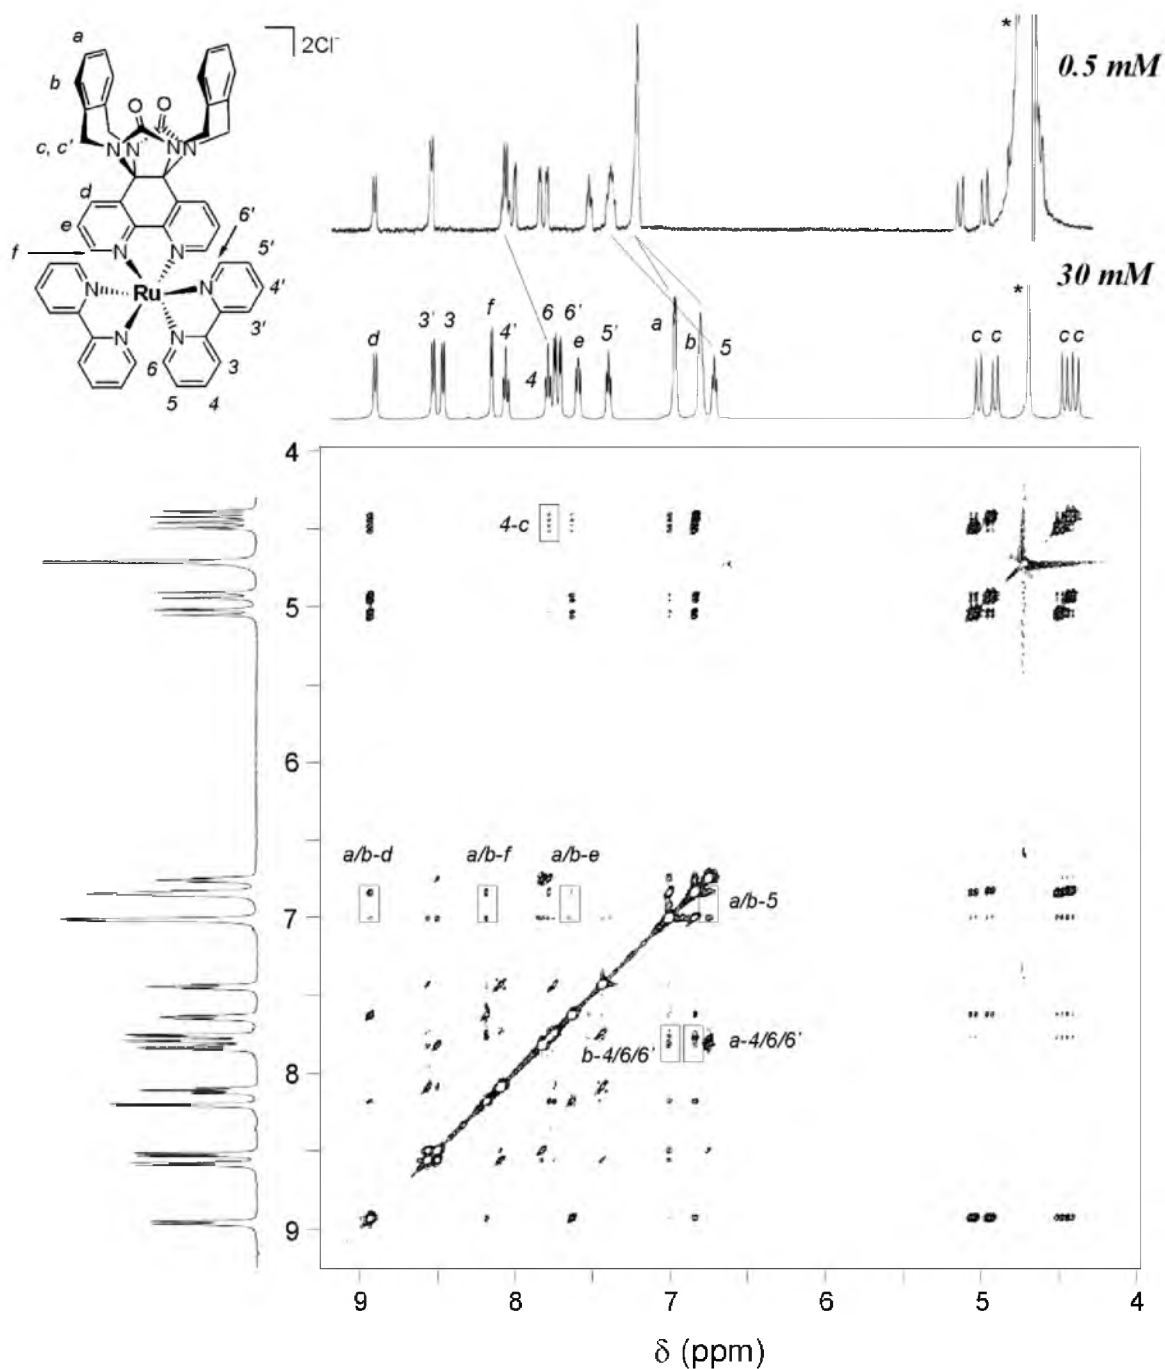 a
2Cl⁻
b
O O
c, c'
N N N N
d
e
6'
f
N N
5'
N Ru N
4'
N N
3'
6 3
5 4
*
0.5 mM
30 mM
*
d 3' 3 f 4' 4 6 6' e 5' a b 5 c c c c
4
4-c
5
6
a/b-d a/b-f a/b-e
a/b-5
7
b-4/6/6' a-4/6/6'
8
9
9 8 7 6 5 4
δ (ppm)